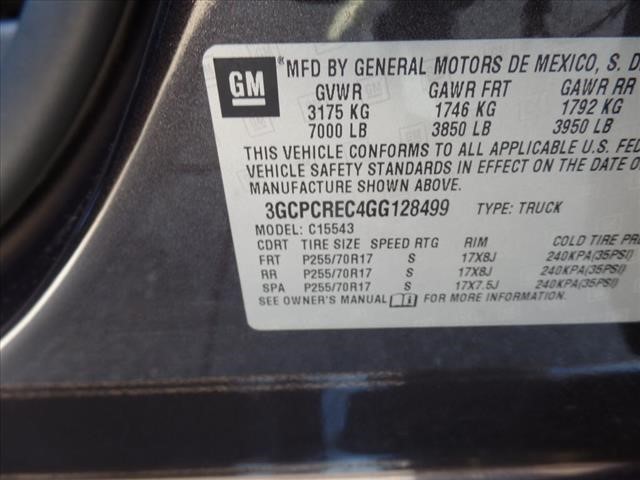 GM ® MFD BY GENERAL MOTORS DE MEXICO, S. D
GVWR GAWR FRT GAWR RR
3175 KG 1746 KG 1792 KG
7000 LB 3850 LB 3950 LB
THIS VEHICLE CONFORMS TO ALL APPLICABLE U.S. FED
VEHICLE SAFETY STANDARDS IN EFFECT ON THE DATE O
MANUFACTURE SHOWN ABOVE.
3GCPCREC4GG128499 TYPE: TRUCK
MODEL: C15543
CDRT TIRE SIZE SPEED RTG RIM COLD TIRE PRE
FRT P255/70R17 S 17X8J 240KPA(35PSI)
RR P255/70R17 S 17X8J 240KPA(35PSI)
SPA P255/70R17 S 17X7.5J 240KPA(35PSI)
SEE OWNER'S MANUAL FOR MORE INFORMATION.